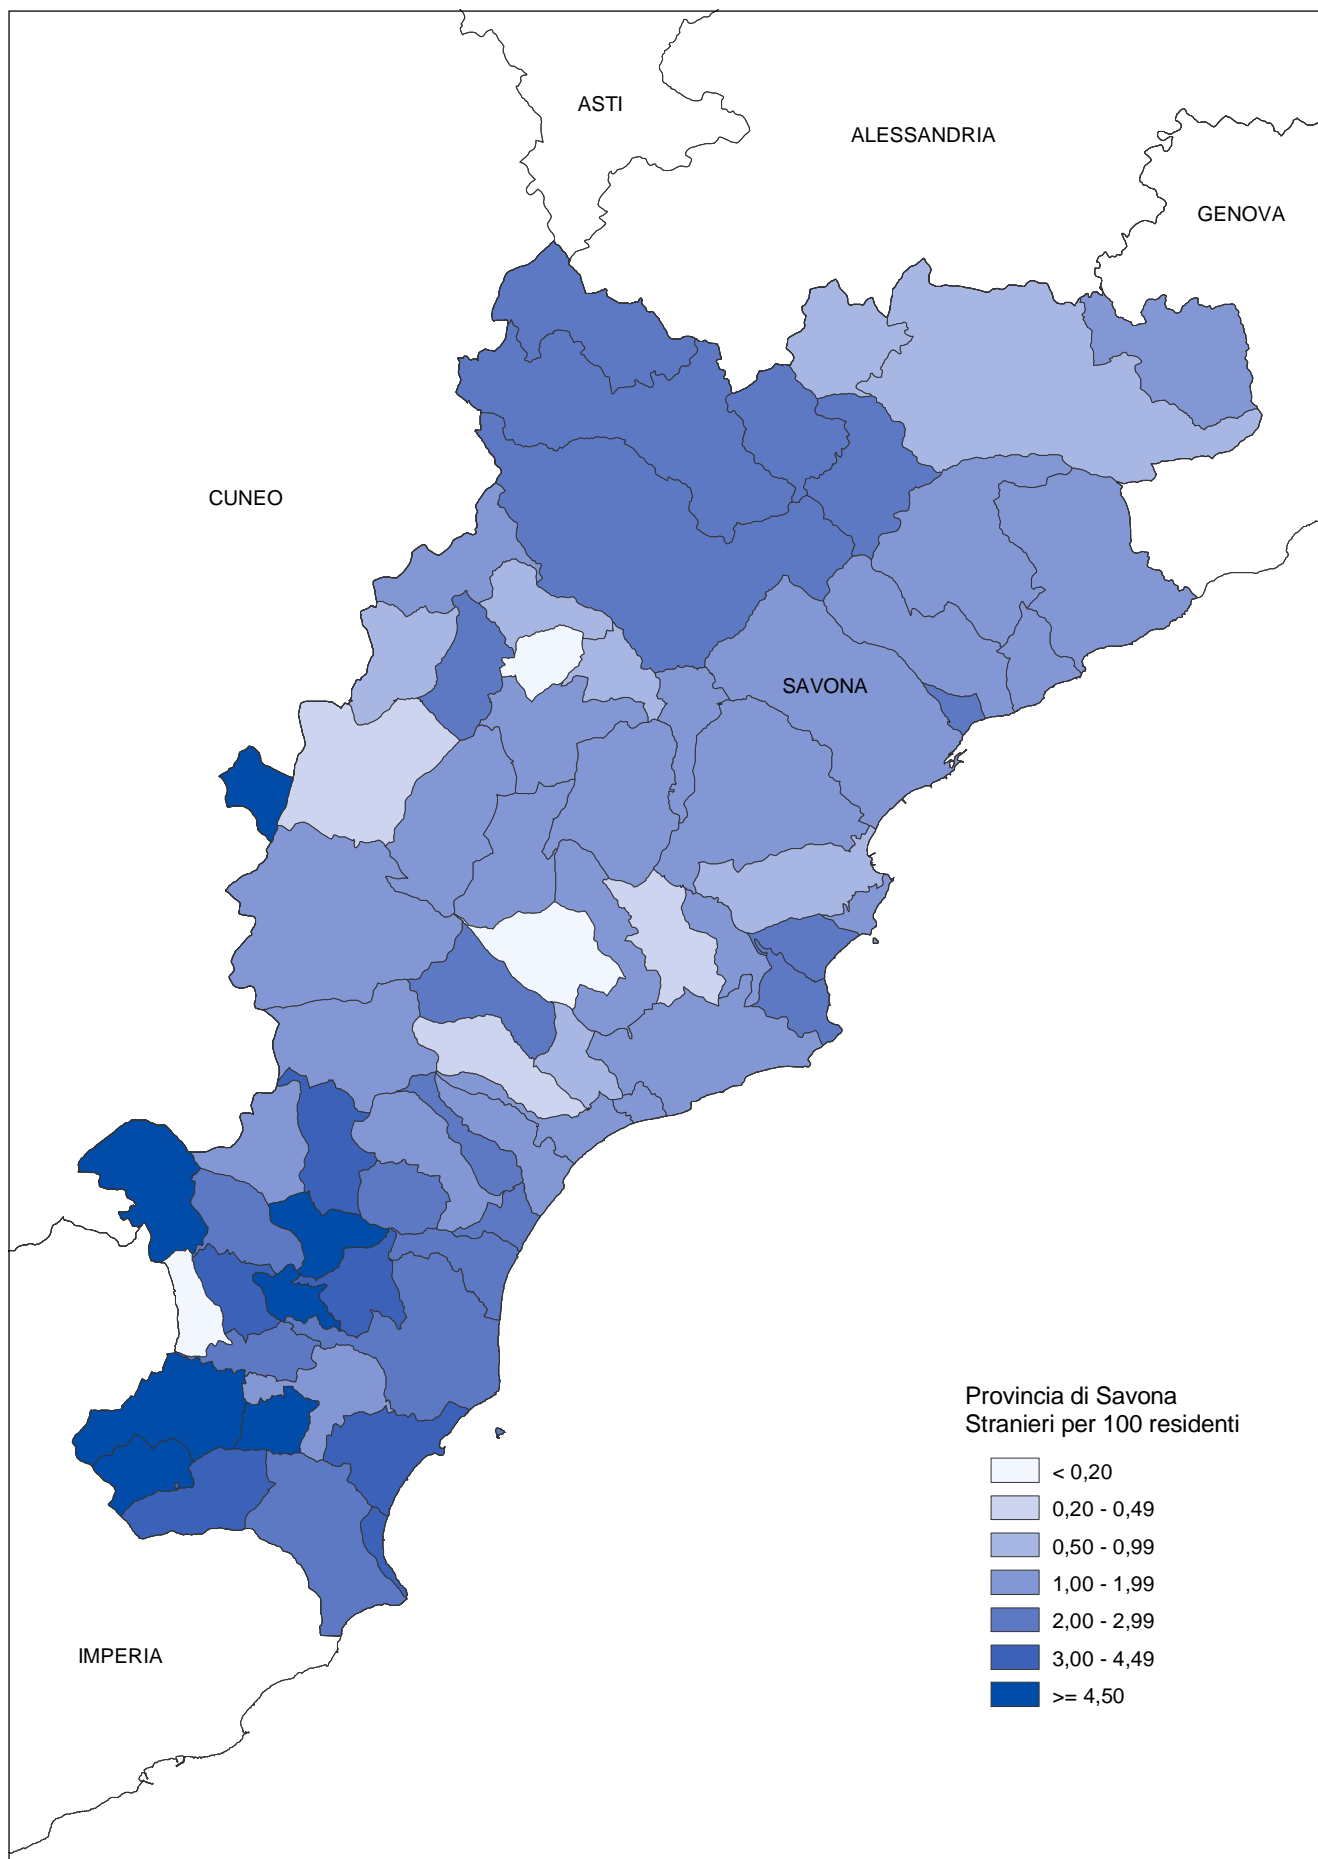 ASTI
ALESSANDRIA
GENOVA
CUNEO
SAVONA
Provincia di Savona
Stranieri per 100 residenti
< 0,20
0,20 - 0,49
0,50 - 0,99
1,00 - 1,99
2,00 - 2,99
3,00 - 4,49
>= 4,50
IMPERIA